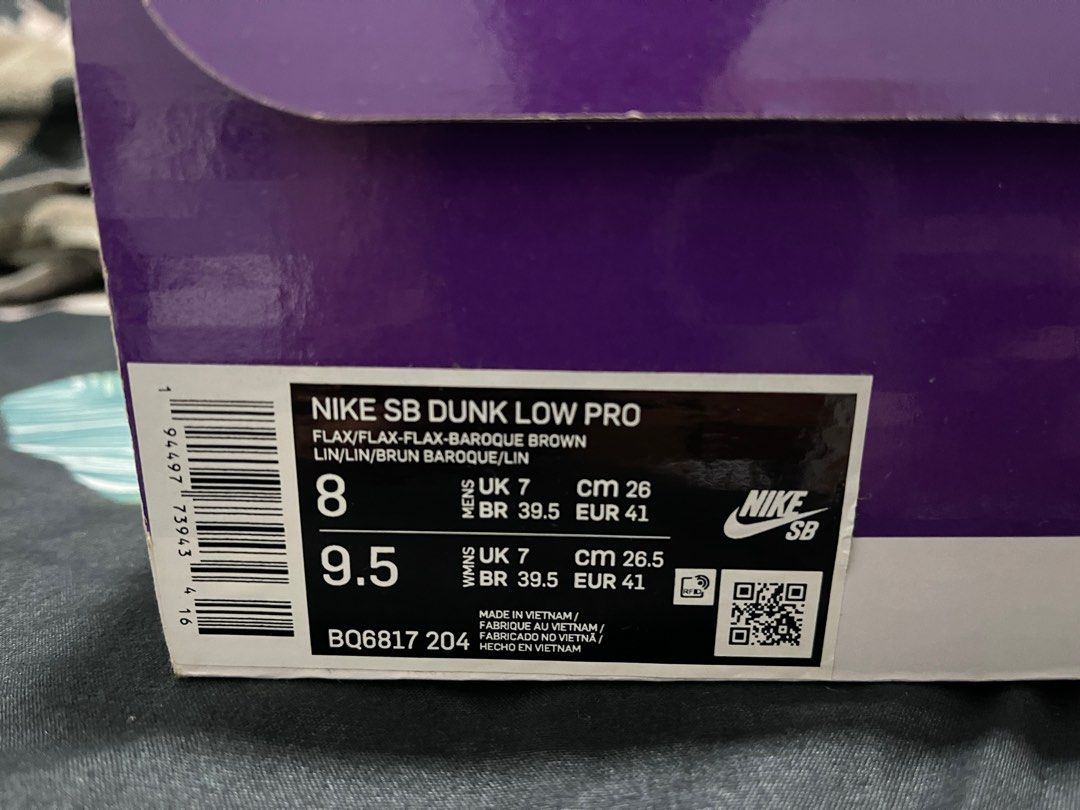 1 94497 73943 4 16
NIKE SB DUNK LOW PRO
FLAX/FLAX-FLAX-BAROQUE BROWN
LIN/LIN/BRUN BAROQUE/LIN
8 MENS UK 7 cm 26
BR 39.5 EUR 41
9.5 WMNS UK 7 cm 26.5
BR 39.5 EUR 41
NIKE
SB
RFID
BQ6817 204
MADE IN VIETNAM /
FABRIQUE AU VIETNAM /
FABRICADO NO VIETNÃ /
HECHO EN VIETNAM